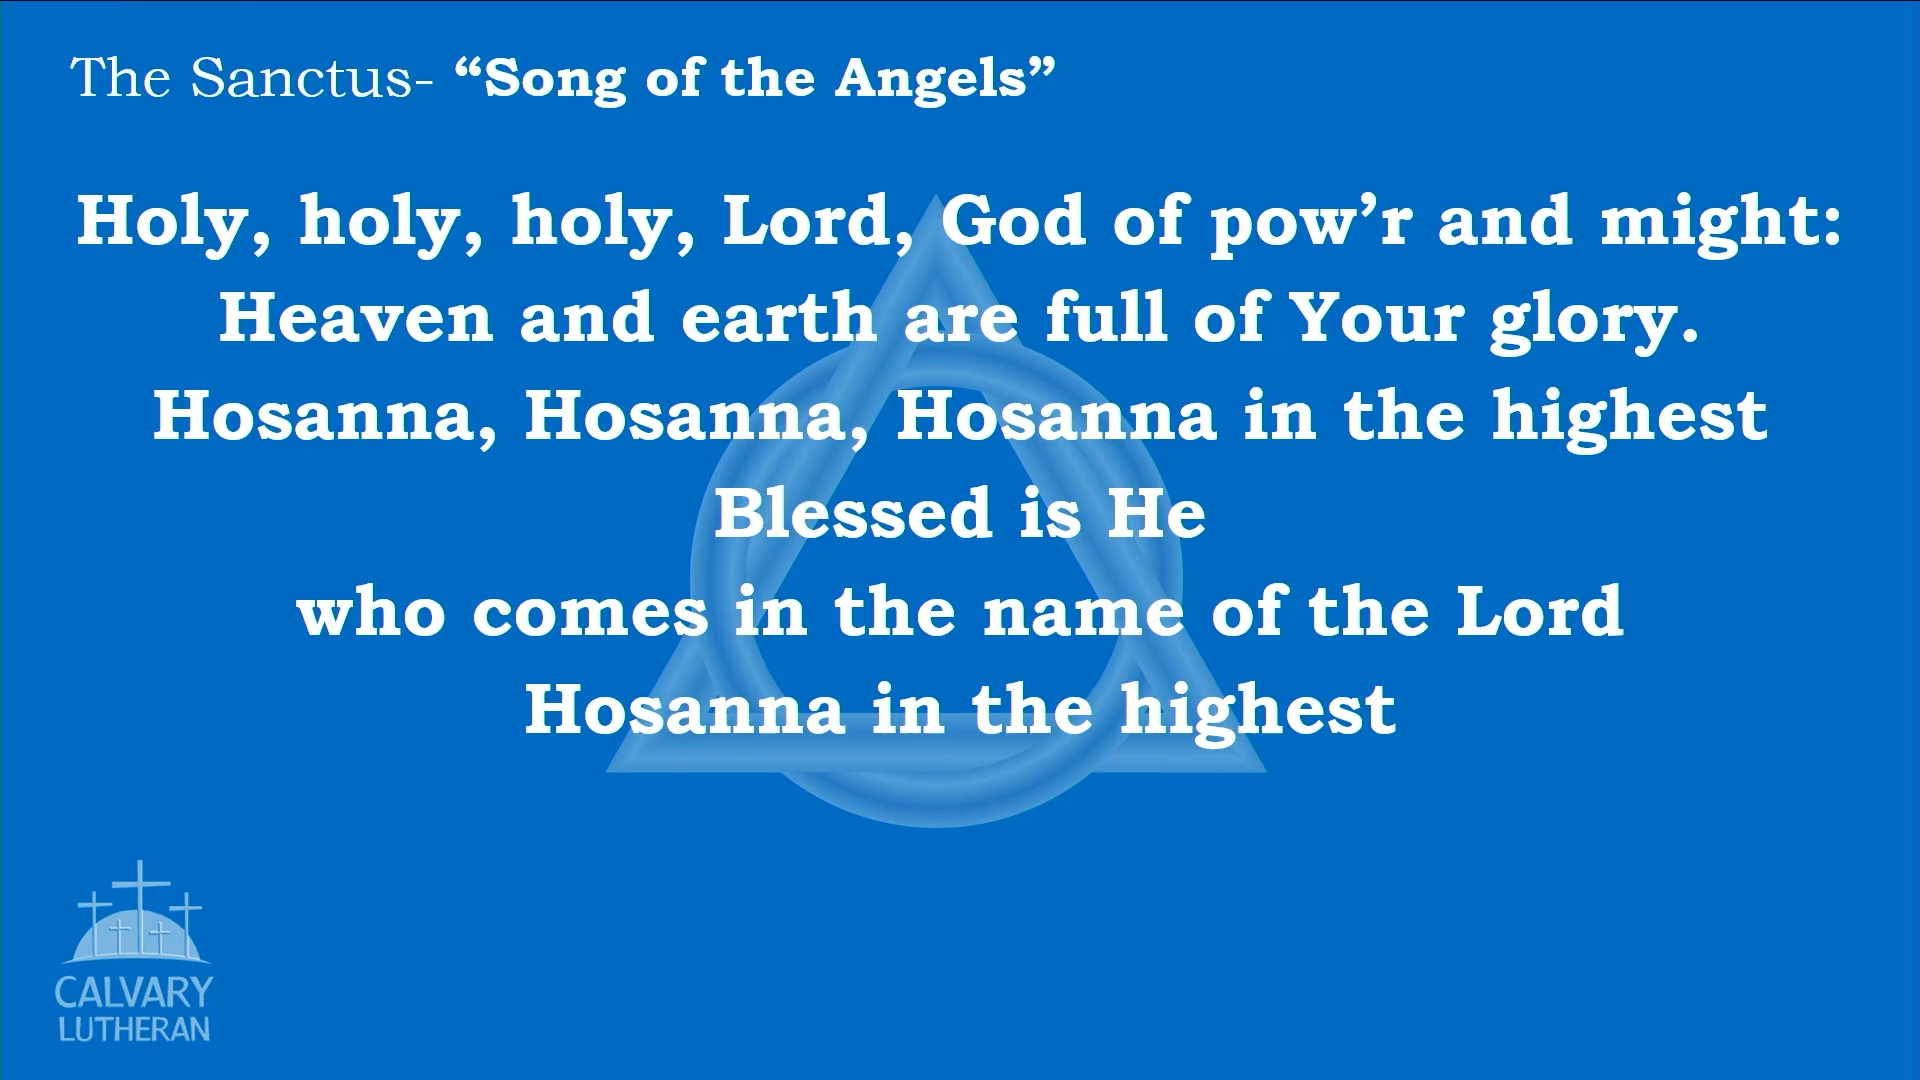 The Sanctus- “Song of the Angels”
Holy, holy, holy, Lord, God of pow’r and might:
Heaven and earth are full of Your glory.
Hosanna, Hosanna, Hosanna in the highest
Blessed is He
who comes in the name of the Lord
Hosanna in the highest
CALVARY
LUTHERAN